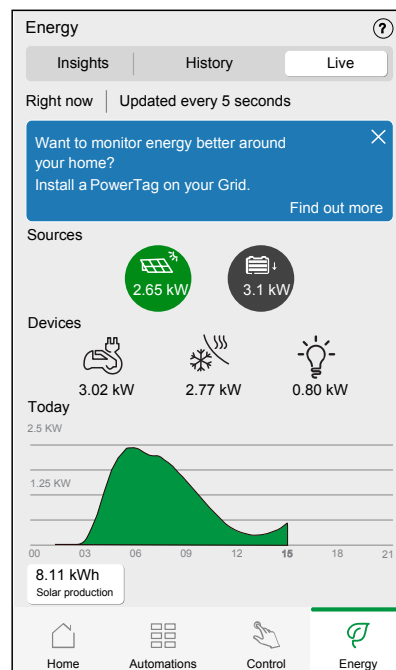 Energy ?
Insights History Live
Right now Updated every 5 seconds
Want to monitor energy better around
your home?
Install a PowerTag on your Grid.
Find out more
Sources
2.65 kW 3.1 kW
Devices
3.02 kW 2.77 kW 0.80 kW
Today
2.5 KW
1.25 KW
00 03 06 09 12 15 18 21
8.11 kWh
Solar production
Home Automations Control Energy